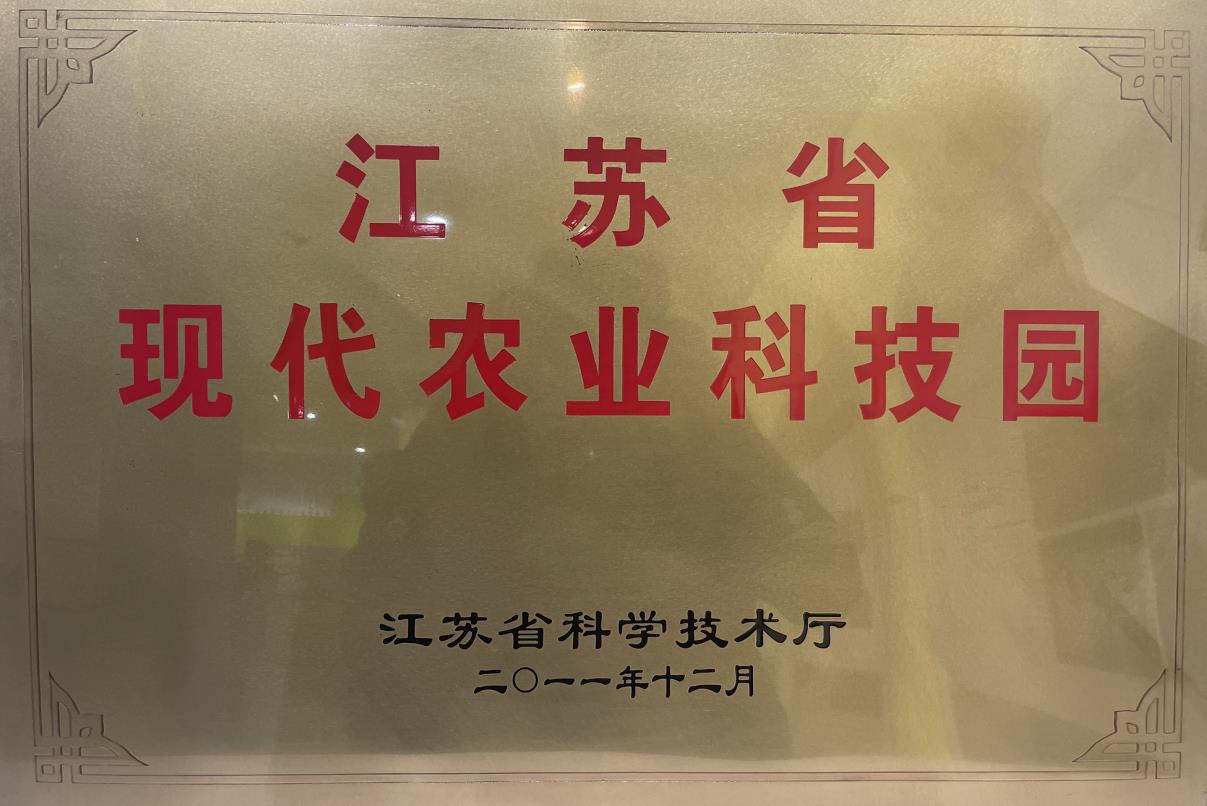 江苏省
现代农业科技园
江苏省科学技术厅
二〇一一年十二月